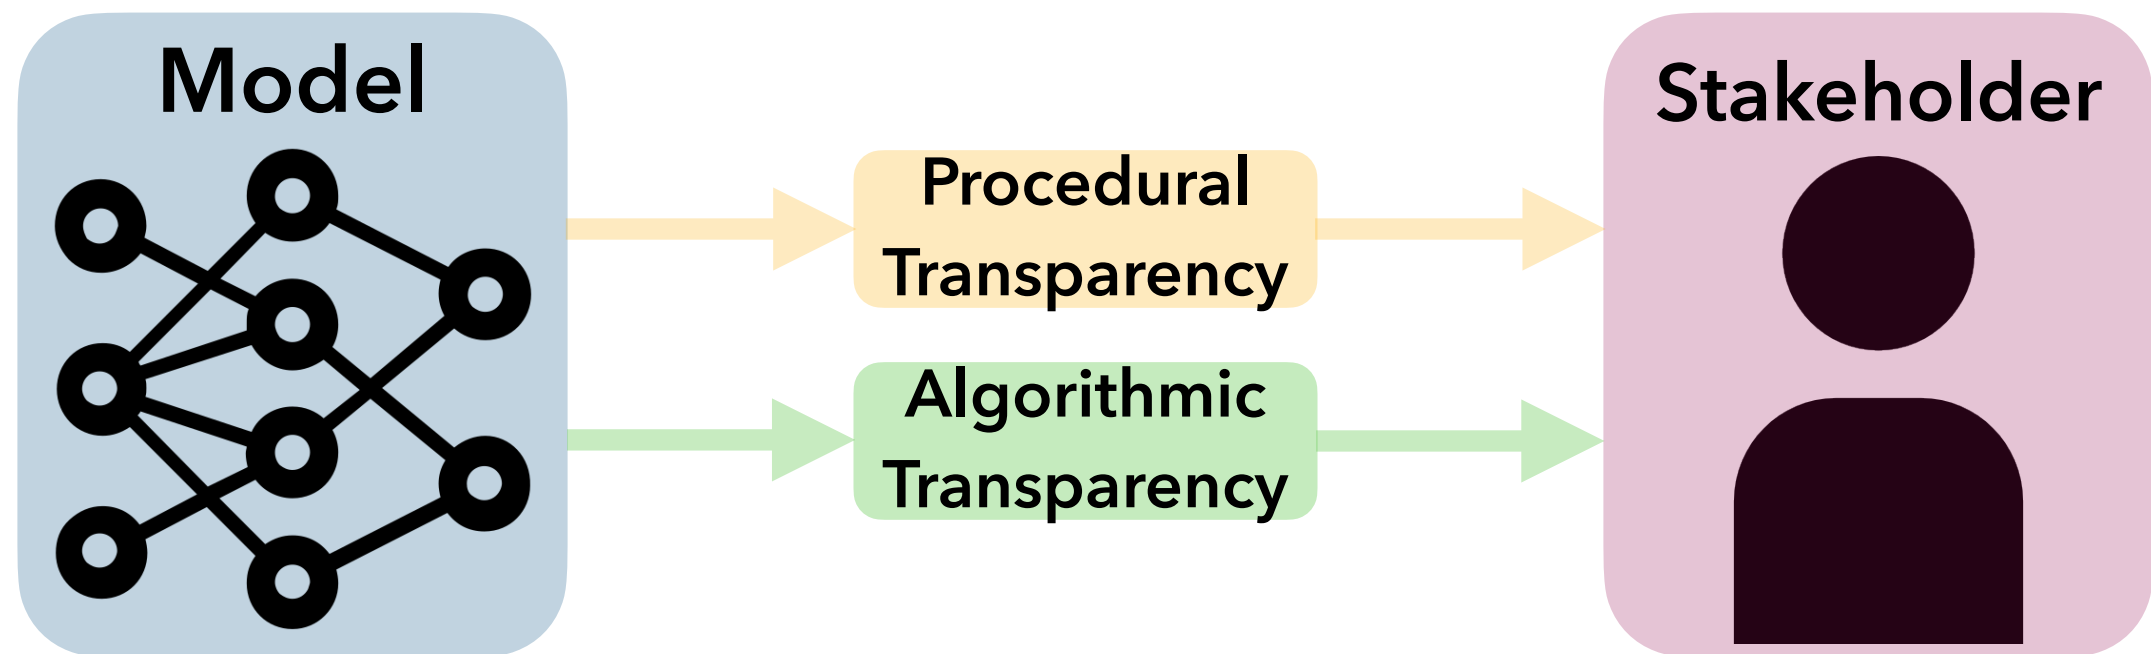 Model
Stakeholder
Procedural
Transparency
Algorithmic
Transparency